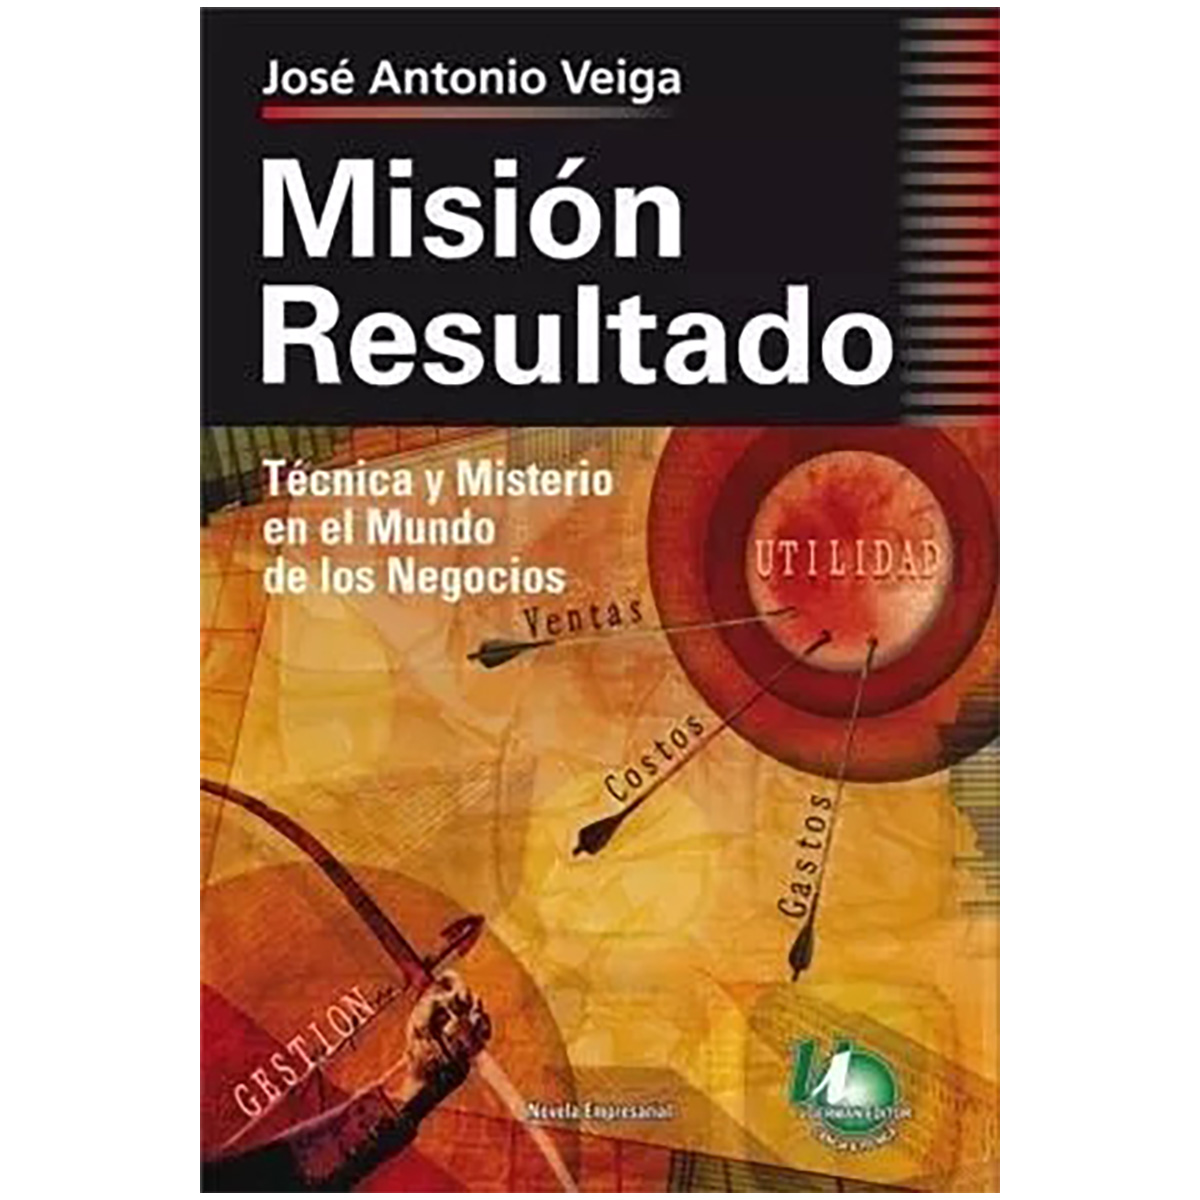 José Antonio Veiga
Misión
Resultado
Técnica y Misterio
en el Mundo
de los Negocios
UTILIDAD
Ventas
Costos
Gastos
GESTION
Novela Empresarial
EDITOR